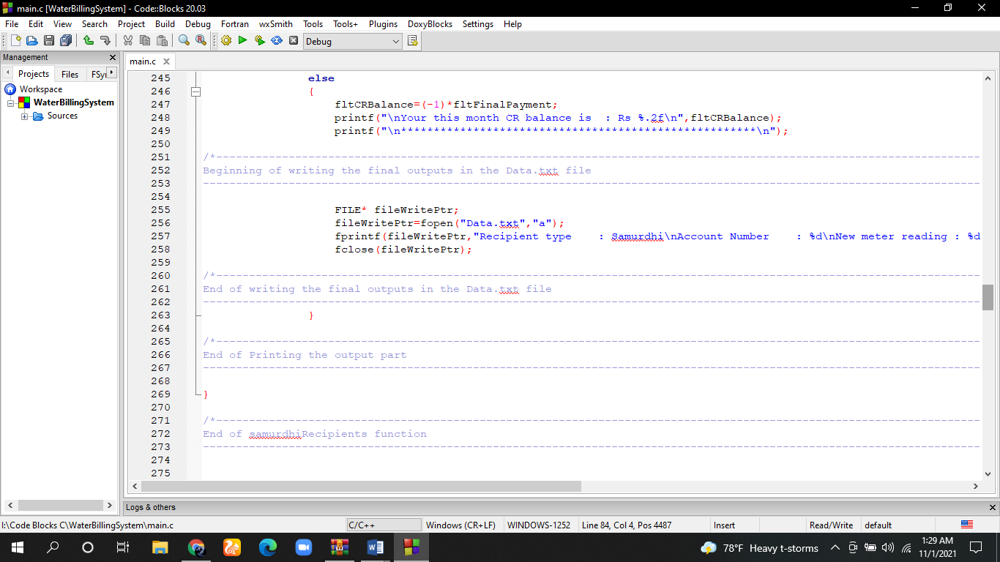 main.c [WaterBillingSystem] - Code::Blocks 20.03
File Edit View Search Project Build Debug Fortran wxSmith Tools Tools+ Plugins DoxyBlocks Settings Help
Debug
Management
Projects Files FSy
Workspace
WaterBillingSystem
Sources
main.c
245 else
246 {
247 fltCRBalance=(-1)*fltFinalPayment;
248 printf("\nYour this month CR balance is  : Rs %.2f\n",fltCRBalance);
249 printf("\n******************************************************\n");
250
251 /*----------------------------------------------------------------------------------------------------------------------
252 Beginning of writing the final outputs in the Data.txt file
253 ------------------------------------------------------------------------------------------------------------------------
254
255 FILE* fileWritePtr;
256 fileWritePtr=fopen("Data.txt","a");
257 fprintf(fileWritePtr,"Recipient type    : Samurdhi\nAccount Number    : %d\nNew meter reading : %d
258 fclose(fileWritePtr);
259
260 /*----------------------------------------------------------------------------------------------------------------------
261 End of writing the final outputs in the Data.txt file
262 ------------------------------------------------------------------------------------------------------------------------
263 }
264
265 /*----------------------------------------------------------------------------------------------------------------------
266 End of Printing the output part
267 ------------------------------------------------------------------------------------------------------------------------
268
269 }
270
271 /*----------------------------------------------------------------------------------------------------------------------
272 End of samurdhiRecipients function
273 ------------------------------------------------------------------------------------------------------------------------
274
275
Logs & others
I:\Code Blocks C\WaterBillingSystem\main.c C/C++ Windows (CR+LF) WINDOWS-1252 Line 84, Col 4, Pos 4487 Insert Read/Write default
78°F Heavy t-storms
1:29 AM
11/1/2021